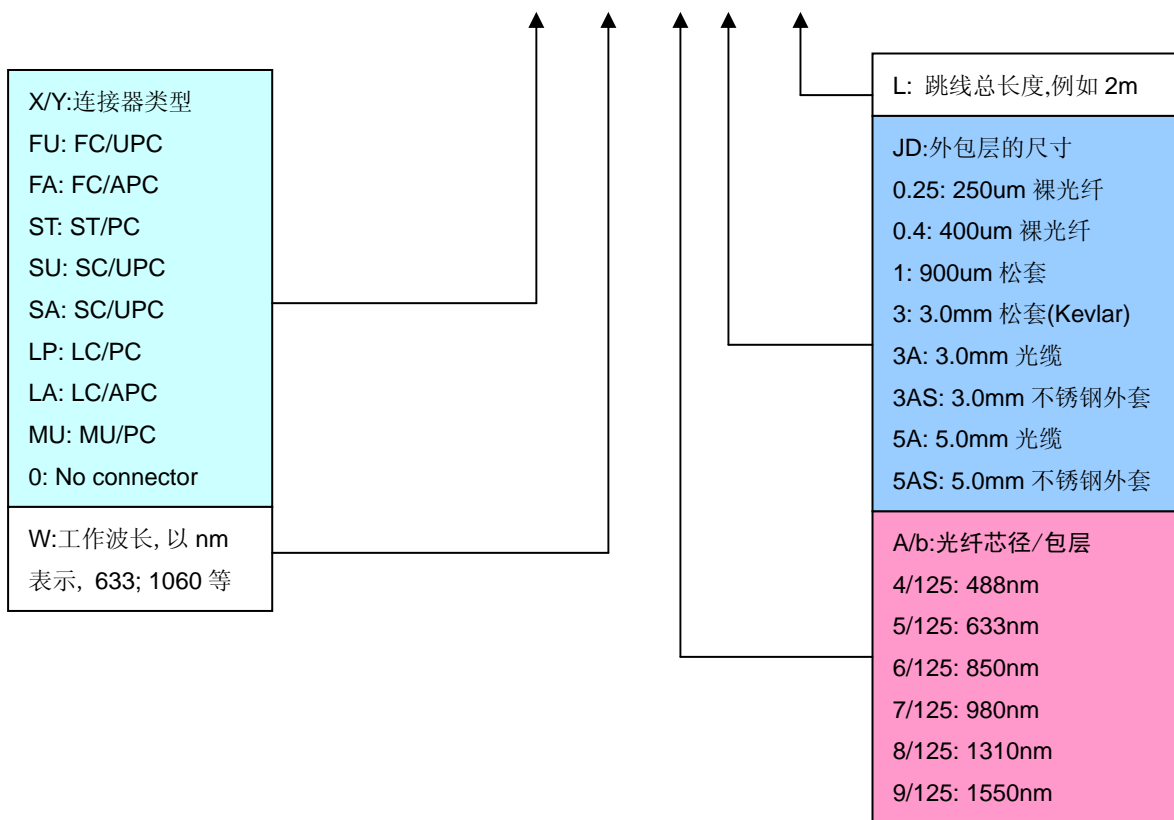 X/Y:连接器类型
FU: FC/UPC
FA: FC/APC
ST: ST/PC
SU: SC/UPC
SA: SC/UPC
LP: LC/PC
LA: LC/APC
MU: MU/PC
0: No connector
W:工作波长, 以 nm
表示, 633; 1060 等
L: 跳线总长度,例如 2m
JD:外包层的尺寸
0.25: 250um 裸光纤
0.4: 400um 裸光纤
1: 900um 松套
3: 3.0mm 松套(Kevlar)
3A: 3.0mm 光缆
3AS: 3.0mm 不锈钢外套
5A: 5.0mm 光缆
5AS: 5.0mm 不锈钢外套
A/b:光纤芯径/包层
4/125: 488nm
5/125: 633nm
6/125: 850nm
7/125: 980nm
8/125: 1310nm
9/125: 1550nm